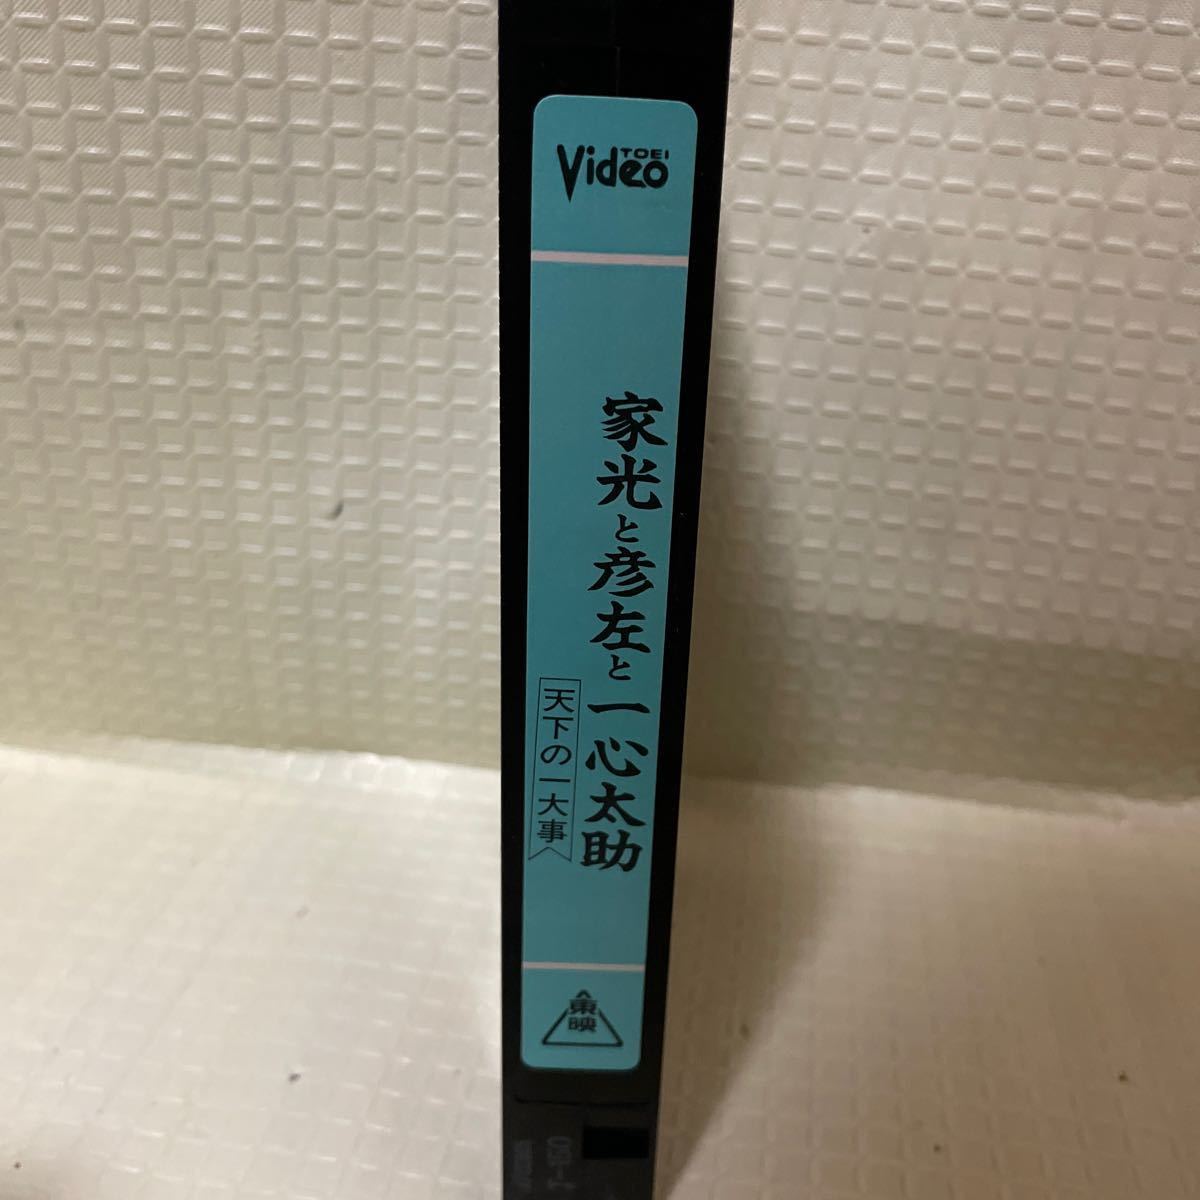 TOEI
Video
家光と彦左と一心太助
天下の一大事
東映
T-120